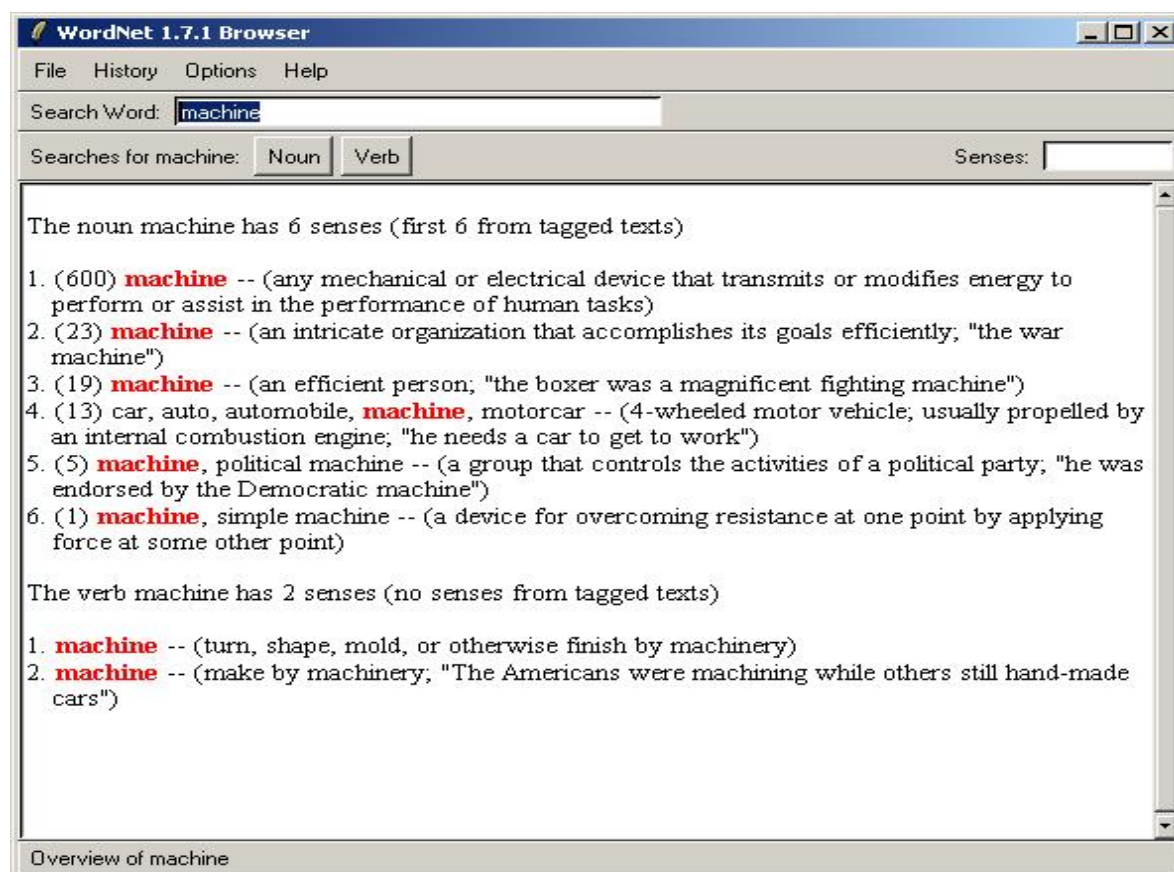 WordNet 1.7.1 Browser
File History Options Help
Search Word: machine
Searches for machine: Noun Verb Senses:
The noun machine has 6 senses (first 6 from tagged texts)
1. (600) machine -- (any mechanical or electrical device that transmits or modifies energy to
perform or assist in the performance of human tasks)
2. (23) machine -- (an intricate organization that accomplishes its goals efficiently; "the war
machine")
3. (19) machine -- (an efficient person; "the boxer was a magnificent fighting machine")
4. (13) car, auto, automobile, machine, motorcar -- (4-wheeled motor vehicle; usually propelled by
an internal combustion engine; "he needs a car to get to work")
5. (5) machine, political machine -- (a group that controls the activities of a political party; "he was
endorsed by the Democratic machine")
6. (1) machine, simple machine -- (a device for overcoming resistance at one point by applying
force at some other point)
The verb machine has 2 senses (no senses from tagged texts)
1. machine -- (turn, shape, mold, or otherwise finish by machinery)
2. machine -- (make by machinery; "The Americans were machining while others still hand-made
cars")
Overview of machine